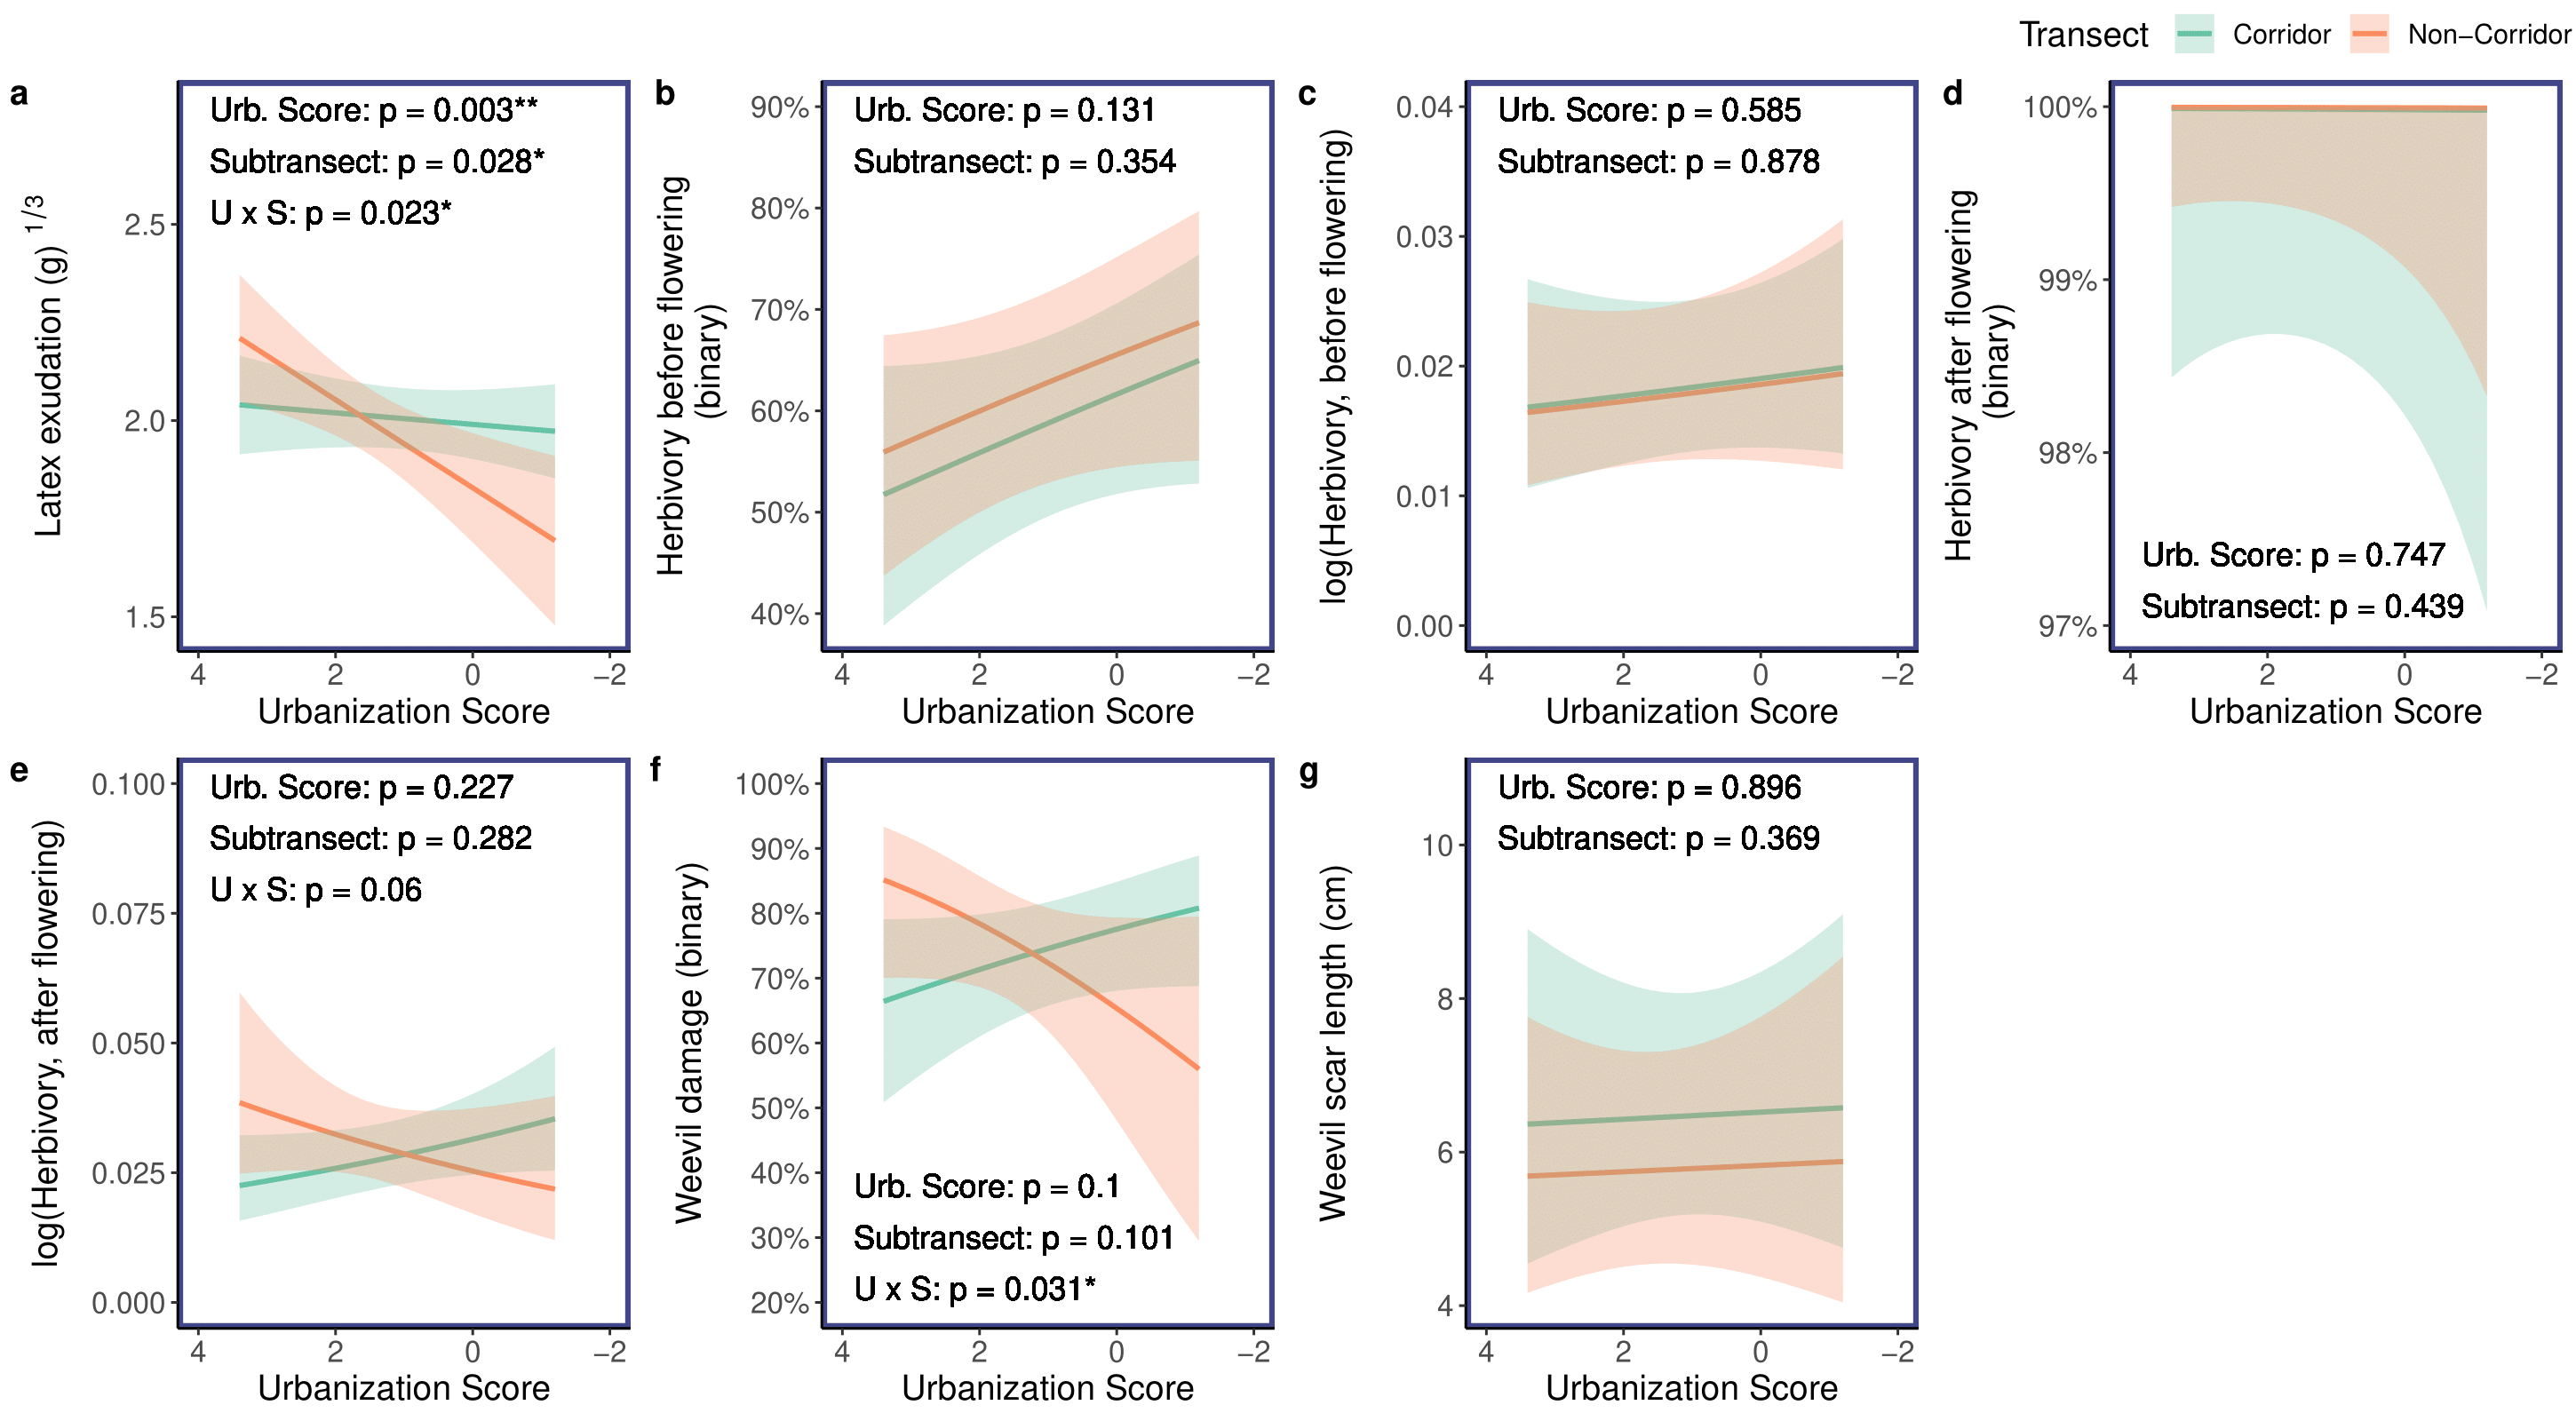 Transect Corridor Non−Corridor
a
Urb. Score: p = 0.003**
Subtransect: p = 0.028*
U x S: p = 0.023*
Latex exudation (g) 1/3
2.5
2.0
1.5
4 2 0 −2
Urbanization Score
b
Urb. Score: p = 0.131
Subtransect: p = 0.354
Herbivory before flowering
(binary)
90%
80%
70%
60%
50%
40%
4 2 0 −2
Urbanization Score
c
Urb. Score: p = 0.585
Subtransect: p = 0.878
log(Herbivory, before flowering)
0.04
0.03
0.02
0.01
0.00
4 2 0 −2
Urbanization Score
d
Herbivory after flowering
(binary)
100%
99%
98%
97%
Urb. Score: p = 0.747
Subtransect: p = 0.439
4 2 0 −2
Urbanization Score
e
Urb. Score: p = 0.227
Subtransect: p = 0.282
U x S: p = 0.06
log(Herbivory, after flowering)
0.100
0.075
0.050
0.025
0.000
4 2 0 −2
Urbanization Score
f
Weevil damage (binary)
100%
90%
80%
70%
60%
50%
40%
30%
20%
Urb. Score: p = 0.1
Subtransect: p = 0.101
U x S: p = 0.031*
4 2 0 −2
Urbanization Score
g
Urb. Score: p = 0.896
Subtransect: p = 0.369
Weevil scar length (cm)
10
8
6
4
4 2 0 −2
Urbanization Score